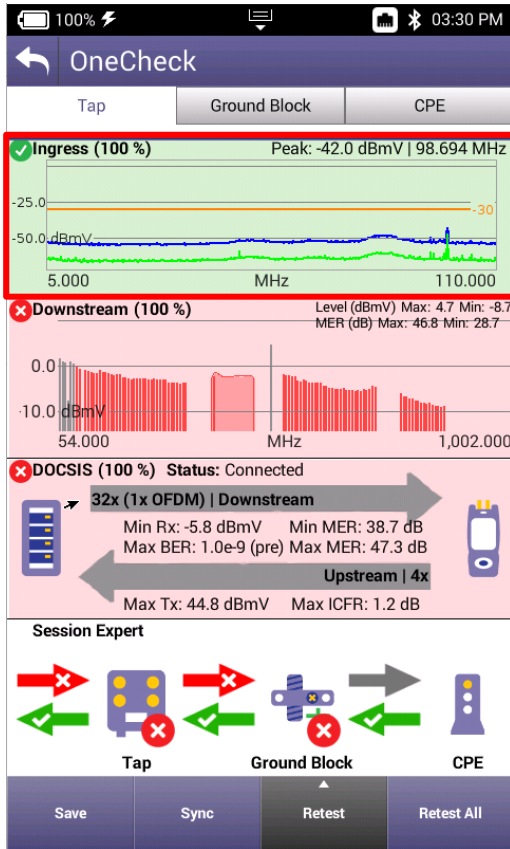 100% 03:30 PM
OneCheck
Tap Ground Block CPE
Ingress (100 %) Peak: -42.0 dBmV | 98.694 MHz
-25.0
-30
-50.0 dBmV
5.000 MHz 110.000
Downstream (100 %) Level (dBmV) Max: 4.7 Min: -8.7
MER (dB) Max: 46.8 Min: 28.7
0.0
-10.0 dBmV
54.000 MHz 1,002.000
DOCSIS (100 %) Status: Connected
32x (1x OFDM) | Downstream
Min Rx: -5.8 dBmV Min MER: 38.7 dB
Max BER: 1.0e-9 (pre) Max MER: 47.3 dB
Upstream | 4x
Max Tx: 44.8 dBmV Max ICFR: 1.2 dB
Session Expert
Tap Ground Block CPE
Save Sync Retest Retest All